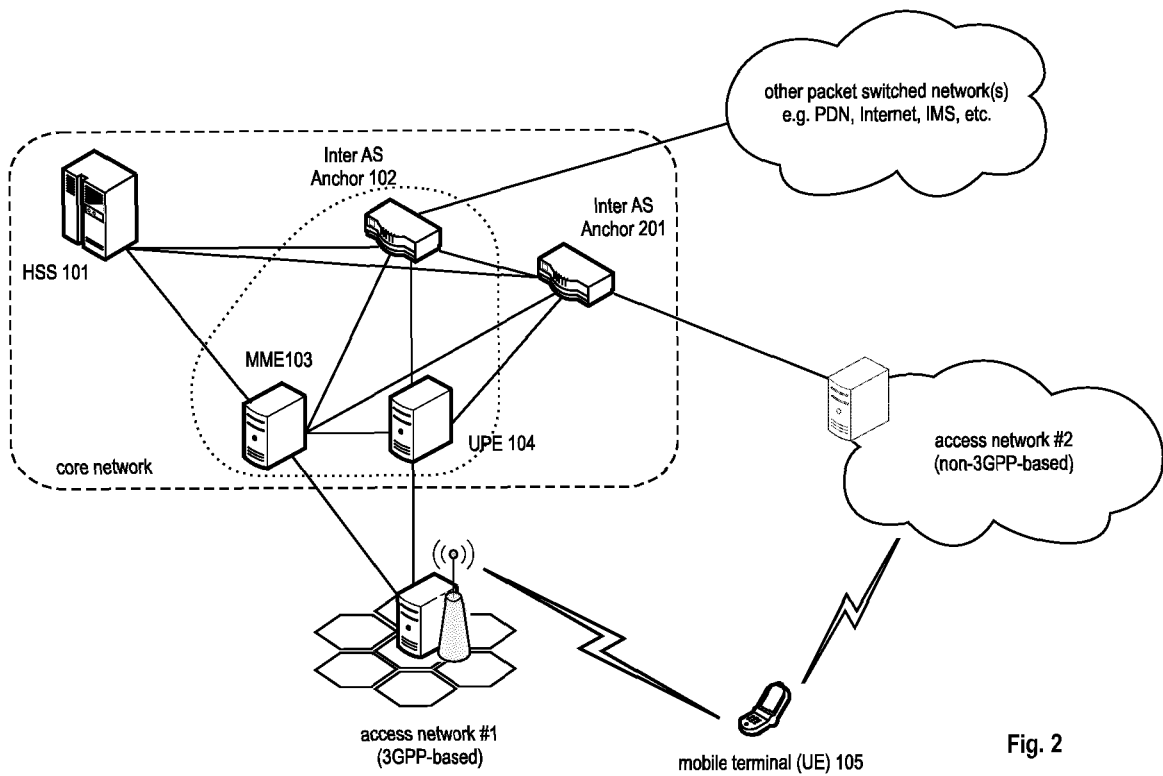 other packet switched network(s)
e.g. PDN, Internet, IMS, etc.
Inter AS
Anchor 102
Inter AS
Anchor 201
HSS 101
MME103
UPE 104
core network
access network #2
(non-3GPP-based)
access network #1
(3GPP-based)
mobile terminal (UE) 105
Fig. 2